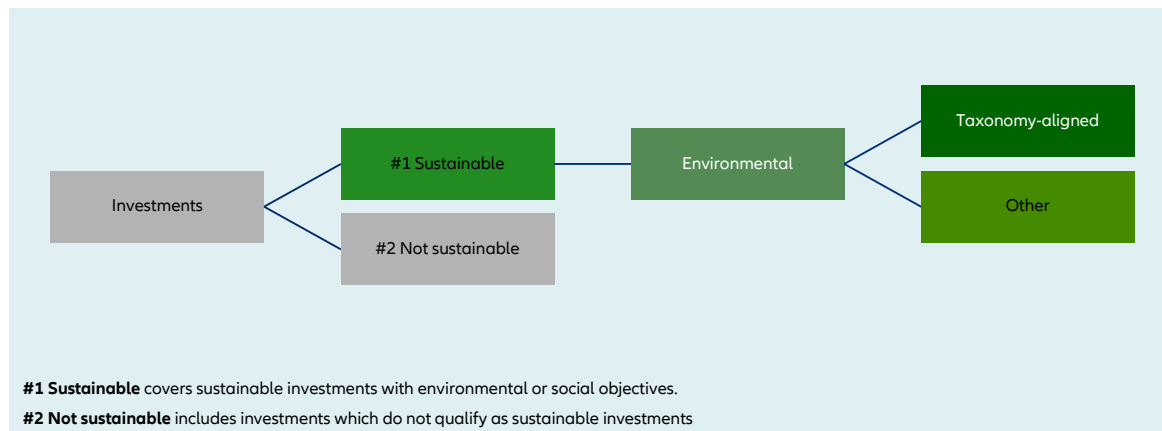 Investments
#1 Sustainable
#2 Not sustainable
Environmental
Taxonomy-aligned
Other
#1 Sustainable covers sustainable investments with environmental or social objectives.
#2 Not sustainable includes investments which do not qualify as sustainable investments